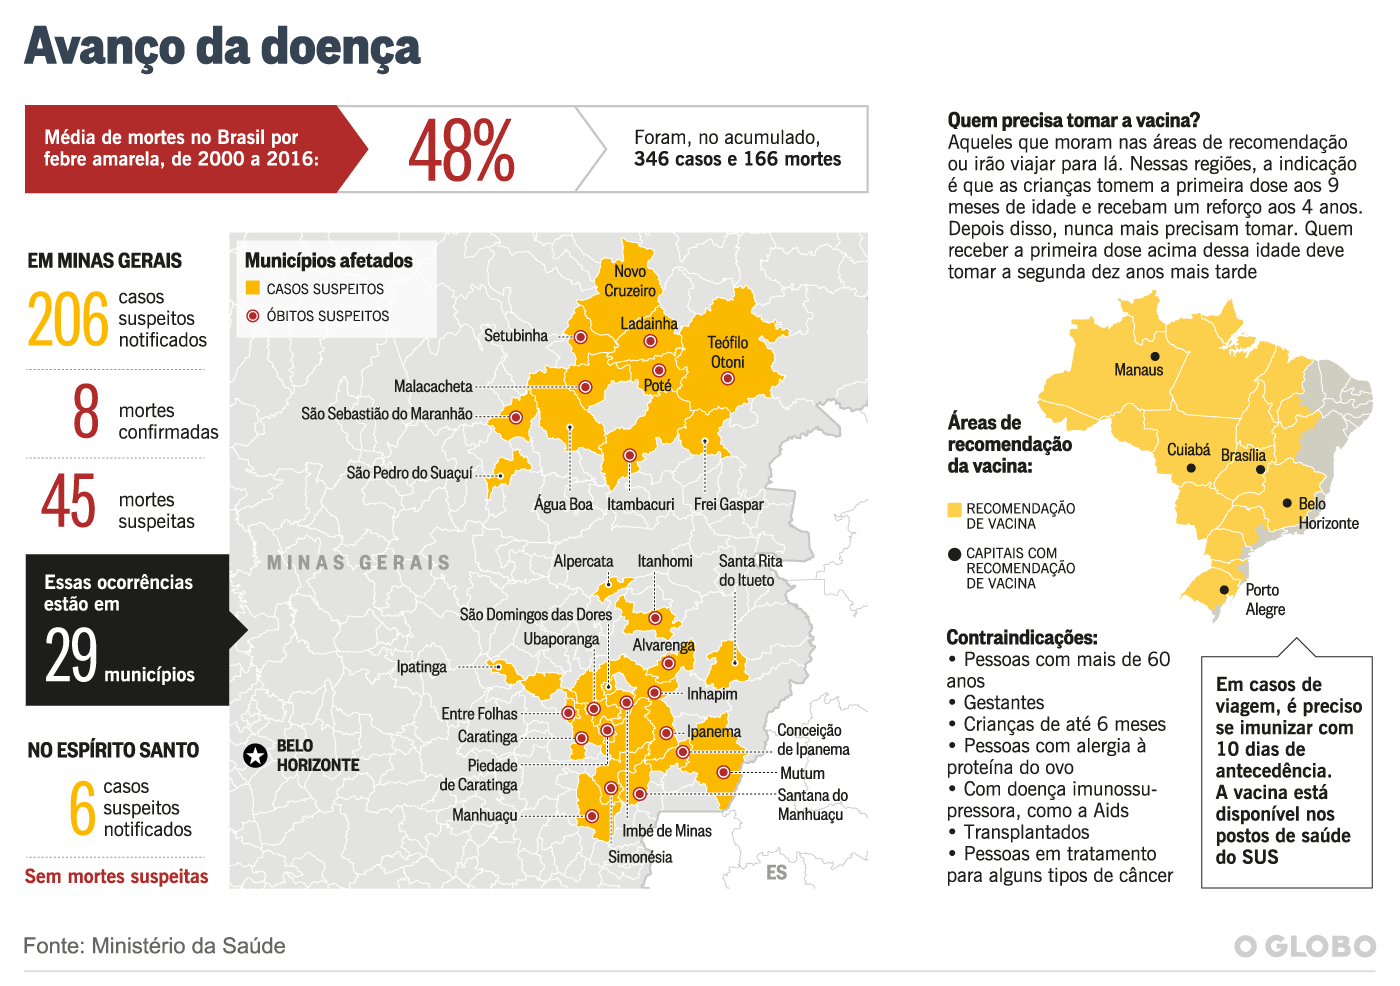 Avanço da doença
Média de mortes no Brasil por
febre amarela, de 2000 a 2016:
48%
Foram, no acumulado,
346 casos e 166 mortes
EM MINAS GERAIS
206
casos
suspeitos
notificados
8
mortes
confirmadas
45
mortes
suspeitas
Essas ocorrências
estão em
29 municípios
NO ESPÍRITO SANTO
6
casos
suspeitos
notificados
Sem mortes suspeitas
Municípios afetados
CASOS SUSPEITOS
ÓBITOS SUSPEITOS
Novo
Cruzeiro
Setubinha
Ladainha
Teófilo
Otoni
Malacacheta
Poté
São Sebastião do Maranhão
São Pedro do Suaçuí
Água Boa
Itambacuri
Frei Gaspar
MINAS GERAIS
Alpercata
Itanhomi
Santa Rita
do Itueto
São Domingos das Dores
Ubaporanga
Alvarenga
Ipatinga
Inhapim
Entre Folhas
Caratinga
Ipanema
Conceição
de Ipanema
BELO
HORIZONTE
Piedade
de Caratinga
Mutum
Santana do
Manhuaçu
Manhuaçu
Imbé de Minas
Simonésia
ES
Quem precisa tomar a vacina?
Aqueles que moram nas áreas de recomendação
ou irão viajar para lá. Nessas regiões, a indicação
é que as crianças tomem a primeira dose aos 9
meses de idade e recebam um reforço aos 4 anos.
Depois disso, nunca mais precisam tomar. Quem
receber a primeira dose acima dessa idade deve
tomar a segunda dez anos mais tarde
Áreas de
recomendação
da vacina:
RECOMENDAÇÃO
DE VACINA
CAPITAIS COM
RECOMENDAÇÃO
DE VACINA
Manaus
Cuiabá
Brasília
Belo
Horizonte
Porto
Alegre
Contraindicações:
• Pessoas com mais de 60
anos
• Gestantes
• Crianças de até 6 meses
• Pessoas com alergia à
proteína do ovo
• Com doença imunossu-
pressora, como a Aids
• Transplantados
• Pessoas em tratamento
para alguns tipos de câncer
Em casos de
viagem, é preciso
se imunizar com
10 dias de
antecedência.
A vacina está
disponível nos
postos de saúde
do SUS
Fonte: Ministério da Saúde
O GLOBO